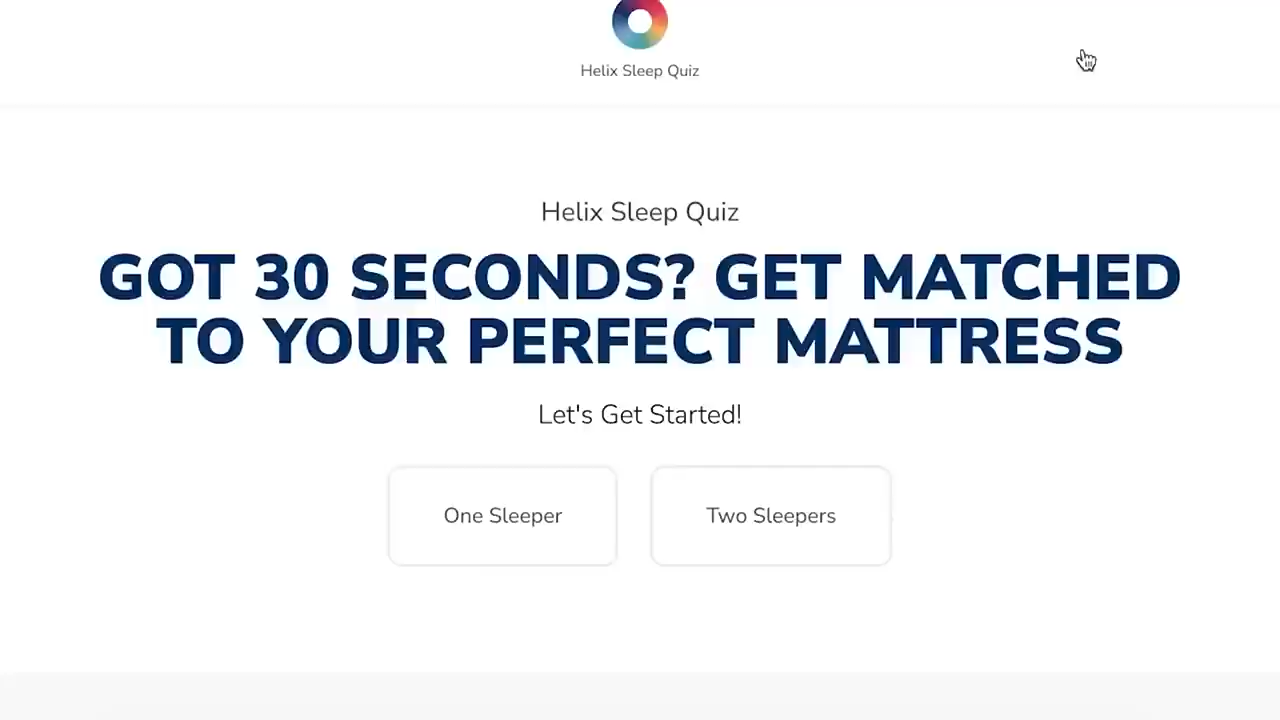 Helix Sleep Quiz
Helix Sleep Quiz
GOT 30 SECONDS? GET MATCHED
TO YOUR PERFECT MATTRESS
Let's Get Started!
One Sleeper
Two Sleepers